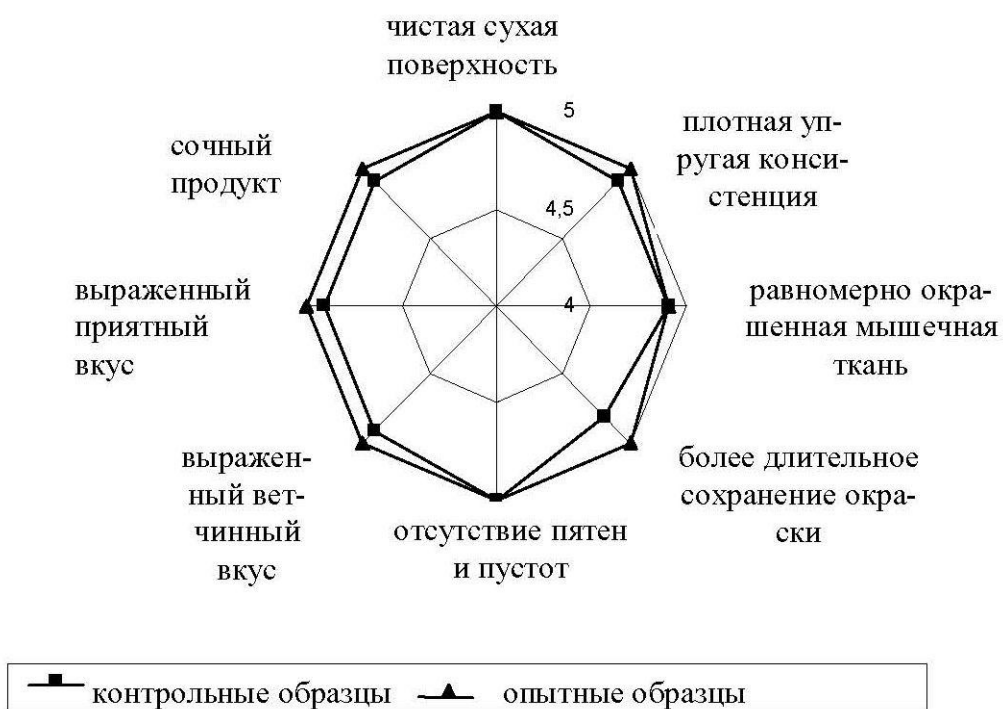 чистая сухая
поверхность
5
плотная уп-
ругая конси-
стенция
сочный
продукт
4,5
выраженный
приятный
вкус
4
равномерно окра-
шенная мышечная
ткань
выражен-
ный вет-
чинный
вкус
более длительное
сохранение окра-
ски
отсутствие пятен
и пустот
контрольные образцы опытные образцы